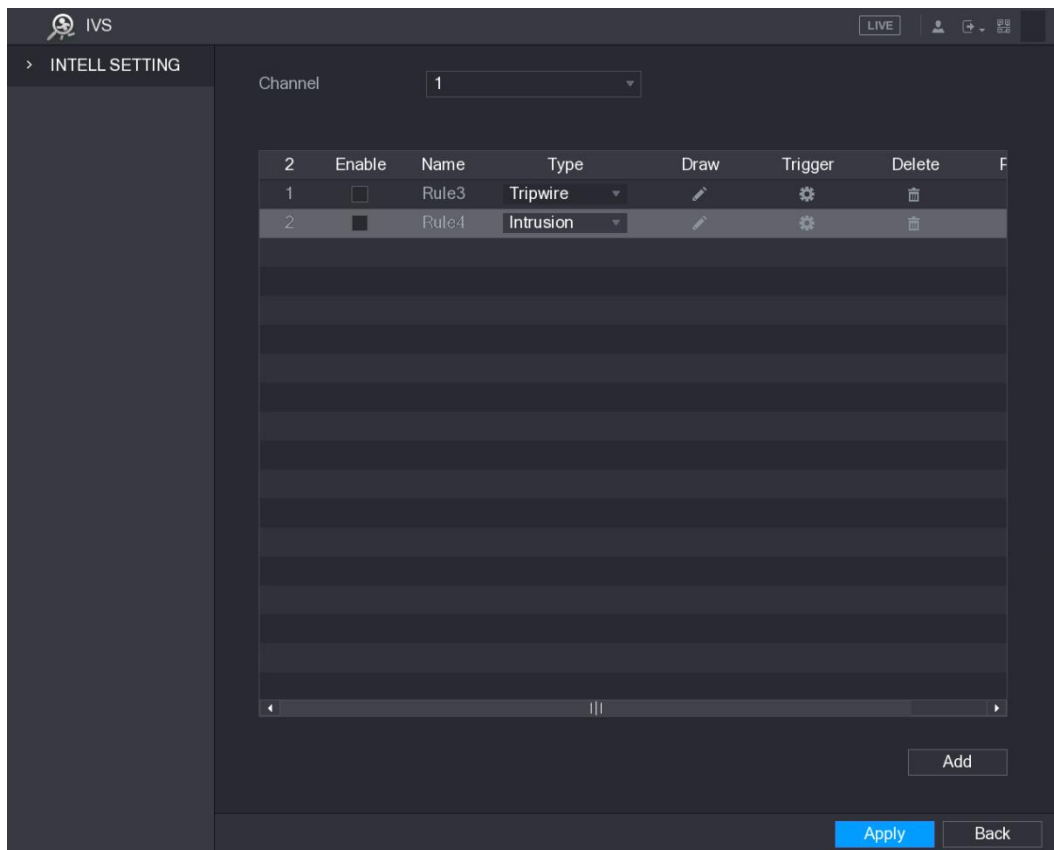 IVS LIVE
INTELL SETTING
Channel 1
2 Enable Name Type Draw Trigger Delete
1 Rule3 Tripwire
2 Rule4 Intrusion
Add
Apply Back